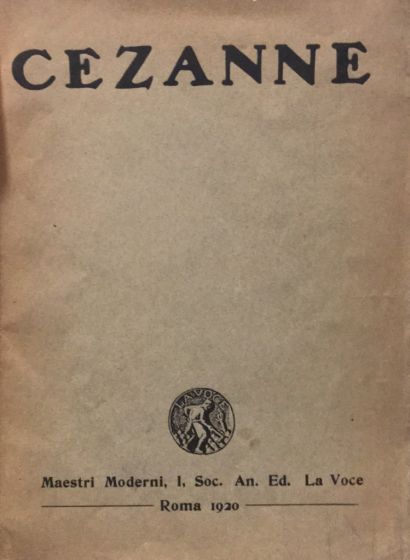 CEZANNE
LA VOCE
Maestri Moderni, I, Soc. An. Ed. La Voce
Roma 1920